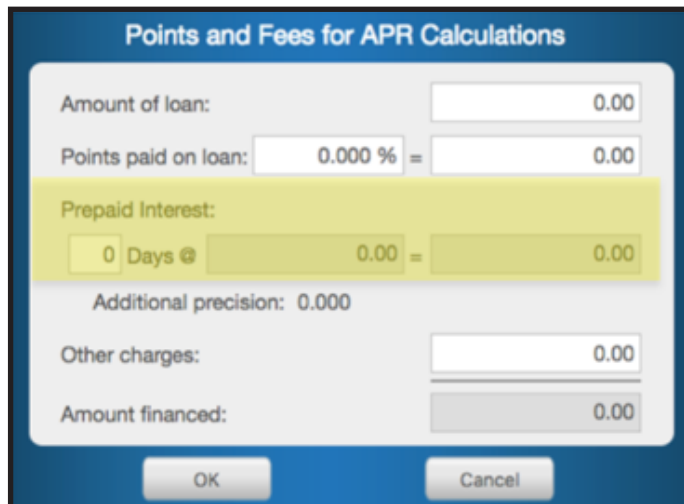 Points and Fees for APR Calculations
Amount of loan: 0.00
Points paid on loan: 0.000 % = 0.00
Prepaid Interest:
0 Days @ 0.00 = 0.00
Additional precision: 0.000
Other charges: 0.00
Amount financed: 0.00
OK Cancel